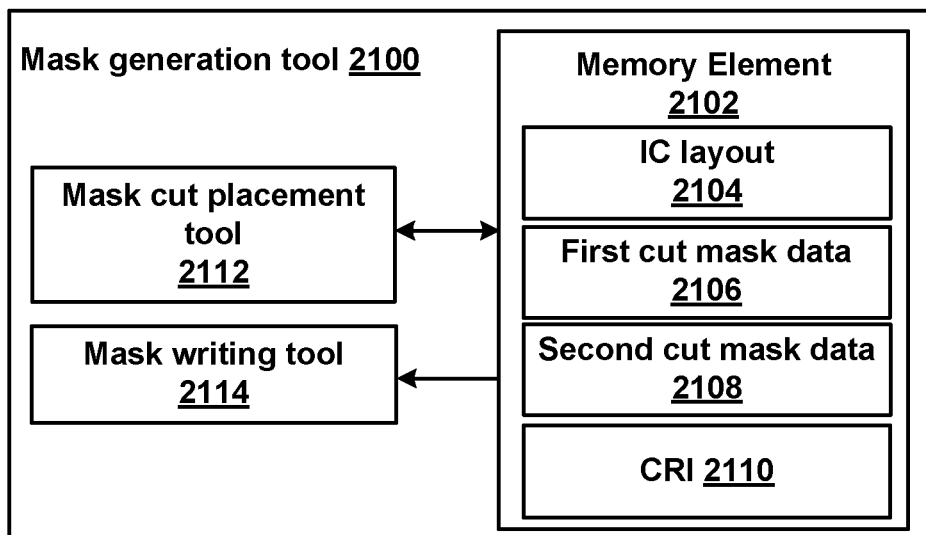 Mask generation tool 2100
Mask cut placement
tool
2112
Mask writing tool
2114
Memory Element
2102
IC layout
2104
First cut mask data
2106
Second cut mask data
2108
CRI 2110